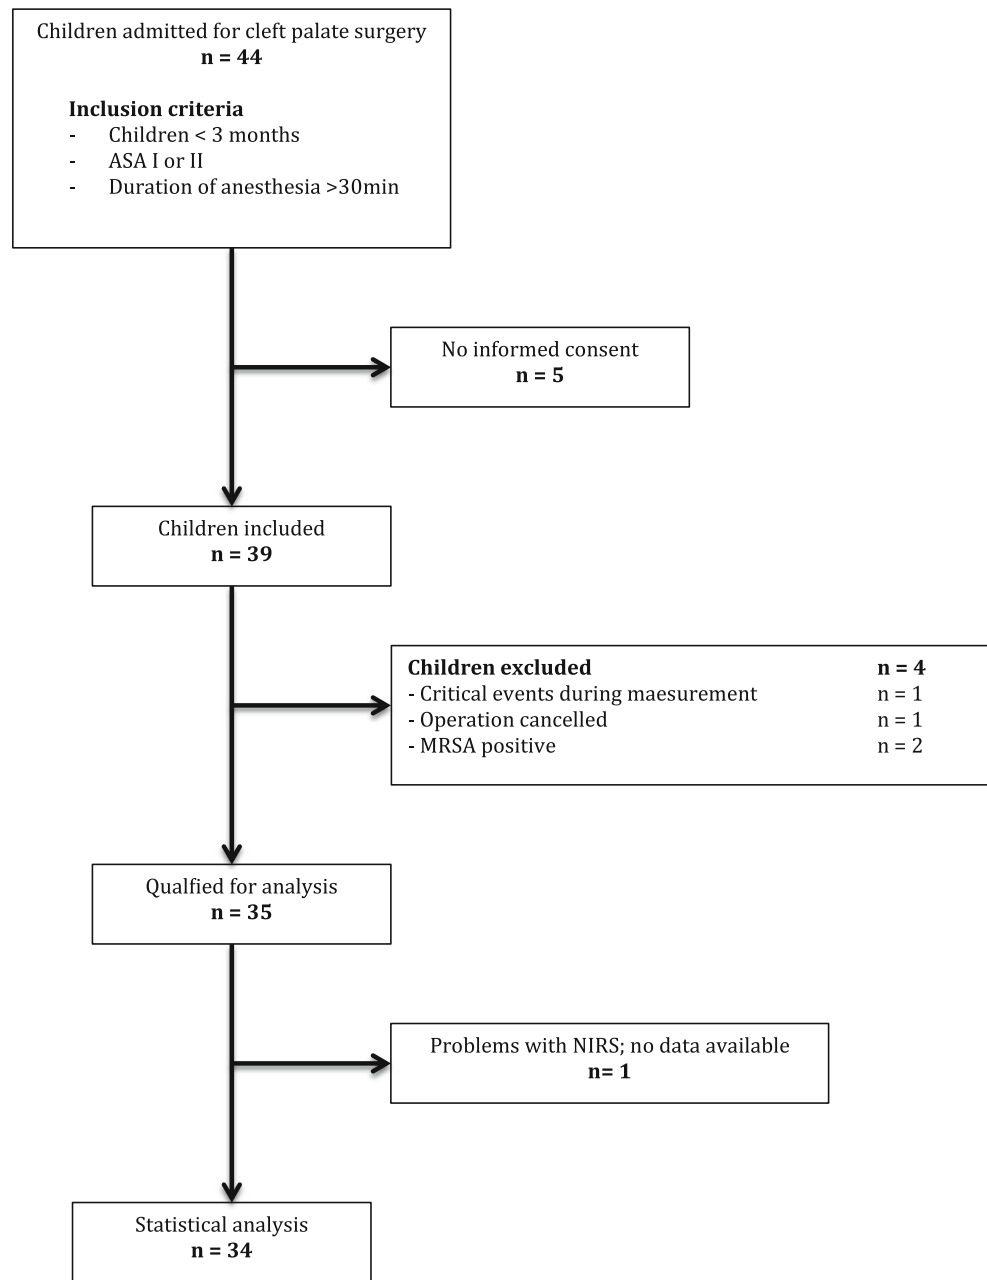 Children admitted for cleft palate surgery
n = 44
Inclusion criteria
- Children < 3 months
- ASA I or II
- Duration of anesthesia >30min
No informed consent
n = 5
Children included
n = 39
Children excluded n = 4
- Critical events during maesurement n = 1
- Operation cancelled n = 1
- MRSA positive n = 2
Qualfied for analysis
n = 35
Problems with NIRS; no data available
n= 1
Statistical analysis
n = 34